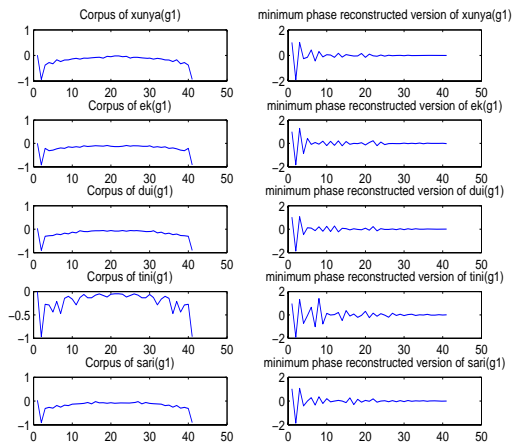 Corpus of xunya(g1)
minimum phase reconstructed version of xunya(g1)
1
0
−1
0 10 20 30 40 50
2
0
−2
0 10 20 30 40 50
Corpus of ek(g1)
minimum phase reconstructed version of ek(g1)
1
0
−1
0 10 20 30 40 50
2
0
−2
0 10 20 30 40 50
Corpus of dui(g1)
minimum phase reconstructed version of dui(g1)
1
0
−1
0 10 20 30 40 50
2
0
−2
0 10 20 30 40 50
Corpus of tini(g1)
minimum phase reconstructed version of tini(g1)
0
−0.5
−1
0 10 20 30 40 50
2
0
−2
0 10 20 30 40 50
Corpus of sari(g1)
minimum phase reconstructed version of sari(g1)
1
0
−1
0 10 20 30 40 50
2
0
−2
0 10 20 30 40 50